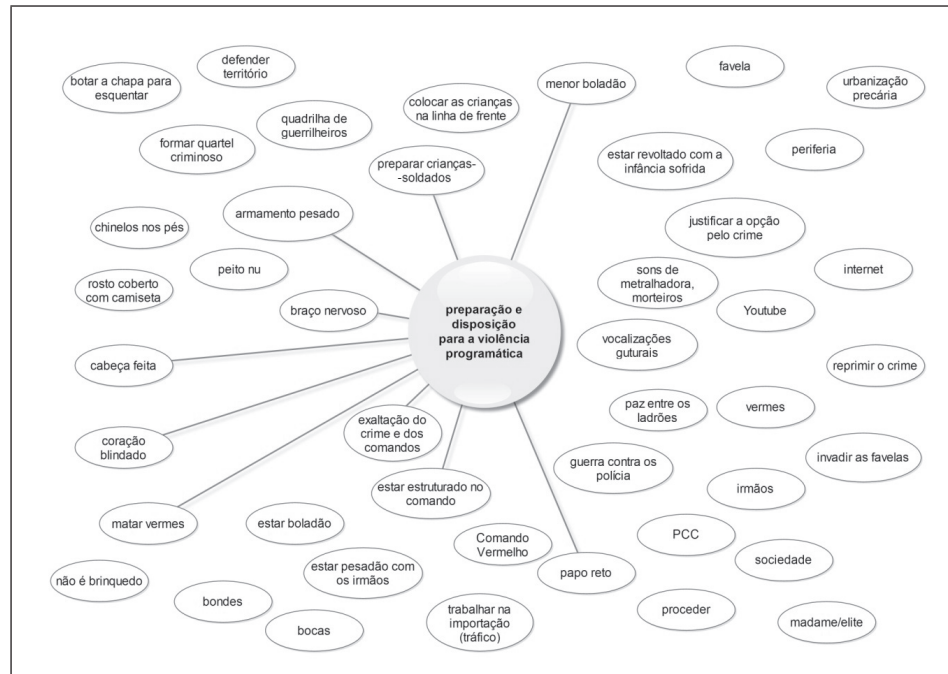 defender
território
botar a chapa para
esquentar
favela
menor boladão
urbanização
precária
colocar as crianças
na linha de frente
quadrilha de
guerrilheiros
formar quartel
criminoso
periferia
estar revoltado com a
infância sofrida
preparar crianças-
-soldados
armamento pesado
chinelos nos pés
justificar a opção
pelo crime
peito nu
internet
rosto coberto
com camiseta
sons de
metralhadora,
morteiros
braço nervoso
Youtube
preparação e
disposição
para a violência
programática
vocalizações
guturais
cabeça feita
reprimir o crime
paz entre os
ladrões
vermes
exaltação do
crime e dos
comandos
coração
blindado
invadir as favelas
guerra contra os
polícia
irmãos
estar estruturado no
comando
matar vermes
estar boladão
PCC
Comando
Vermelho
sociedade
estar pesadão com
os irmãos
papo reto
não é brinquedo
bondes
proceder
trabalhar na
importação
(tráfico)
madame/elite
bocas